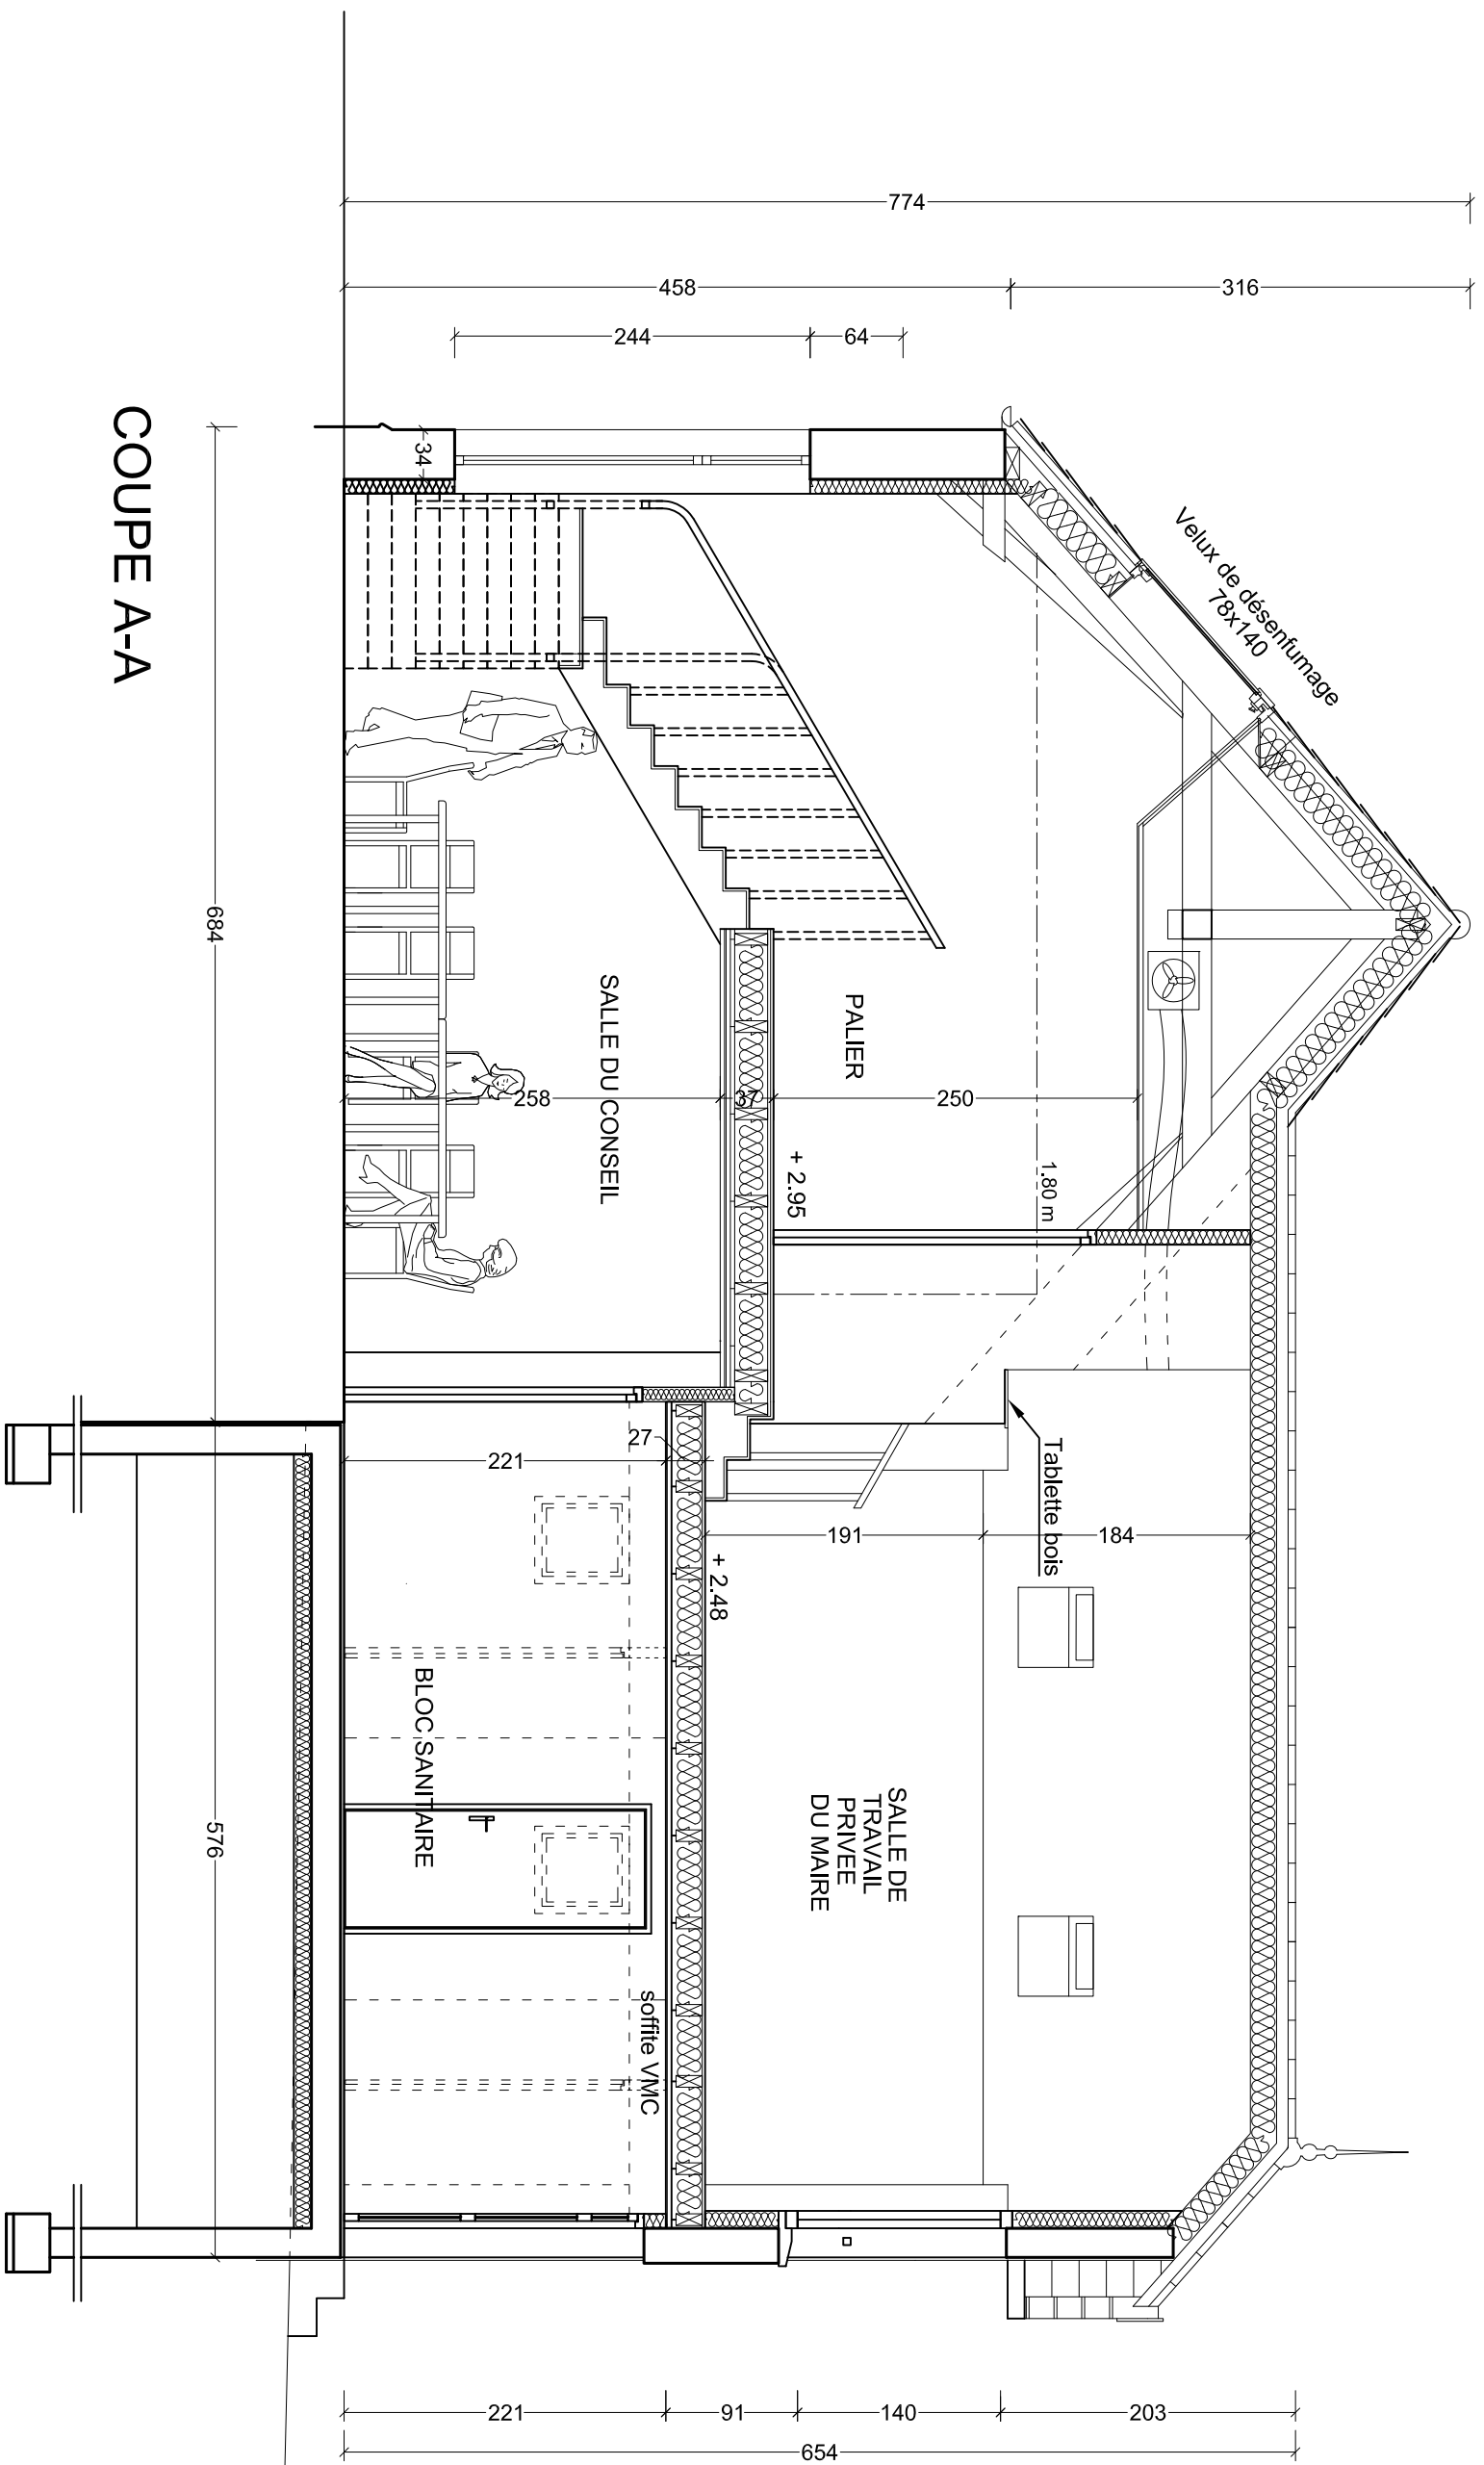 774
458
316
244
64
34
Velux de désenfumage
78x140
COUPE A-A
684
SALLE DU CONSEIL
PALIER
258
37
250
+ 2.95
1.80 m
27
221
Tablette bois
191
184
+ 2.48
BLOC SANITAIRE
SALLE DE
TRAVAIL
PRIVEE
DU MAIRE
576
soffite VMC
221
91
140
203
654